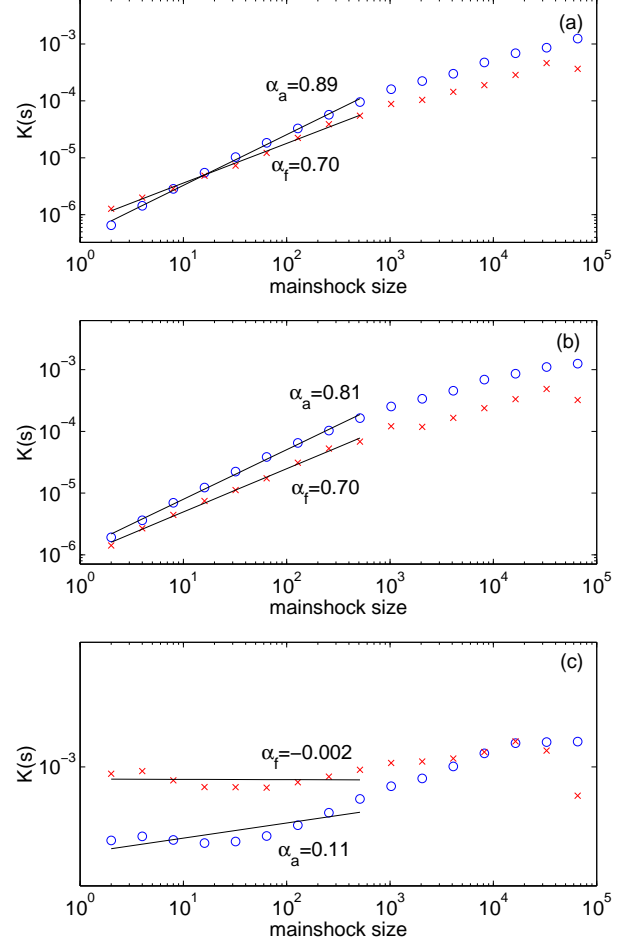 (a)
10^-3
α_a=0.89
10^-4
K(s)
10^-5
α_f=0.70
10^-6
10^0 10^1 10^2 10^3 10^4 10^5
mainshock size
(b)
10^-3
α_a=0.81
10^-4
K(s)
10^-5
α_f=0.70
10^-6
10^0 10^1 10^2 10^3 10^4 10^5
mainshock size
(c)
K(s)
α_f=−0.002
10^-3
α_a=0.11
10^0 10^1 10^2 10^3 10^4 10^5
mainshock size